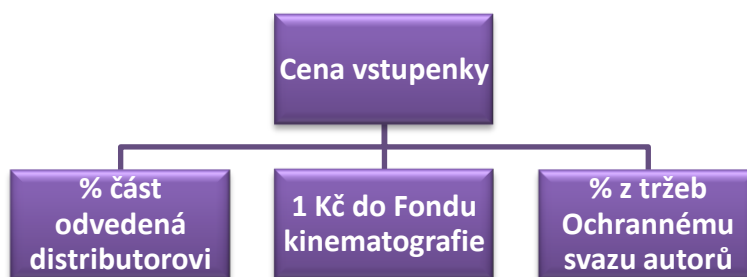 Cena vstupenky
% část
odvedená
distributorovi
1 Kč do Fondu
kinematografie
% z tržeb
Ochrannému
svazu autorů